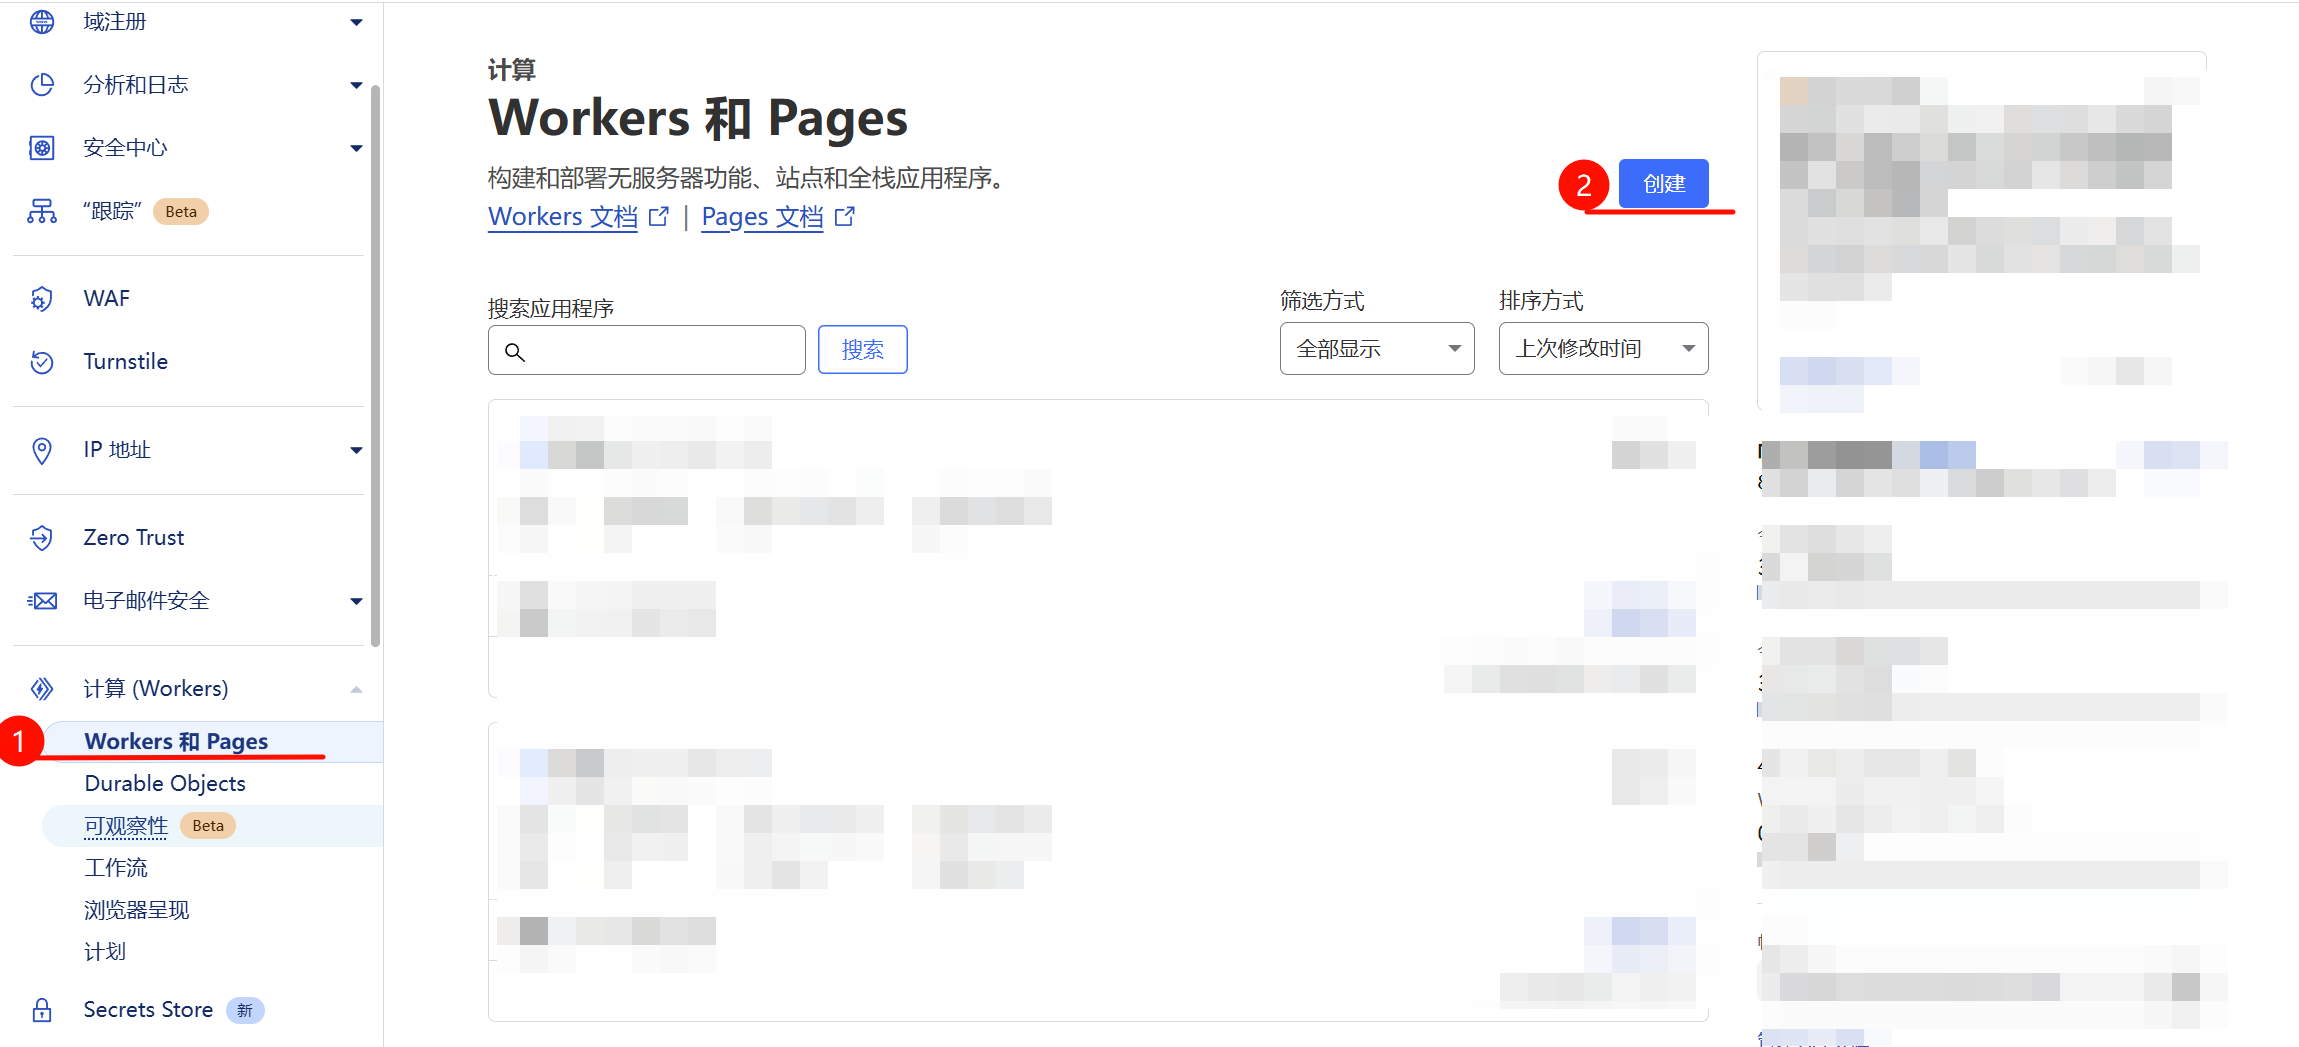 域注册
分析和日志
安全中心
“跟踪” Beta
WAF
Turnstile
IP 地址
Zero Trust
电子邮件安全
计算 (Workers)
1 Workers 和 Pages
Durable Objects
可观察性 Beta
工作流
浏览器呈现
计划
Secrets Store 新
计算
Workers 和 Pages
构建和部署无服务器功能、站点和全栈应用程序。
Workers 文档 | Pages 文档
2 创建
搜索应用程序
搜索
筛选方式
全部显示
排序方式
上次修改时间